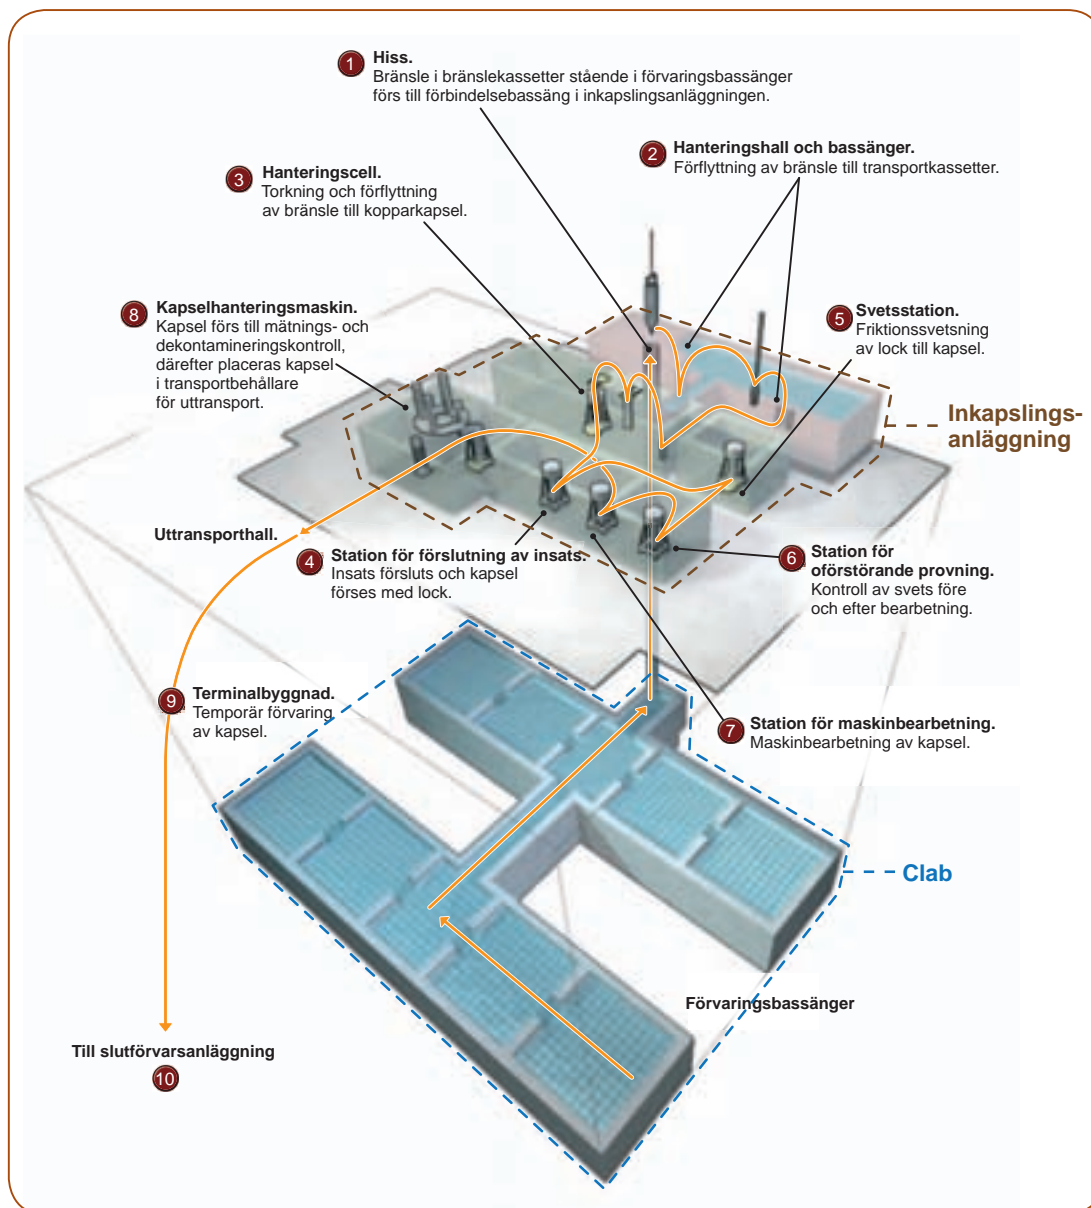 1
Hiss.
Bränsle i bränslekassetter stående i förvaringsbassänger
förs till förbindelsebassäng i inkapslingsanläggningen.
2
Hanteringshall och bassänger.
Förflyttning av bränsle till transportkassetter.
3
Hanteringscell.
Torkning och förflyttning
av bränsle till kopparkapsel.
8
Kapselhanteringsmaskin.
Kapsel förs till mätnings- och
dekontamineringskontroll,
därefter placeras kapsel
i transportbehållare
för uttransport.
5
Svetsstation.
Friktionssvetsning
av lock till kapsel.
Inkapslings-
anläggning
Uttransporthall.
4
Station för förslutning av insats.
Insats försluts och kapsel
förses med lock.
6
Station för
oförstörande provning.
Kontroll av svets före
och efter bearbetning.
9
Terminalbyggnad.
Temporär förvaring
av kapsel.
7
Station för maskinbearbetning.
Maskinbearbetning av kapsel.
Clab
Förvaringsbassänger
Till slutförvarsanläggning
10